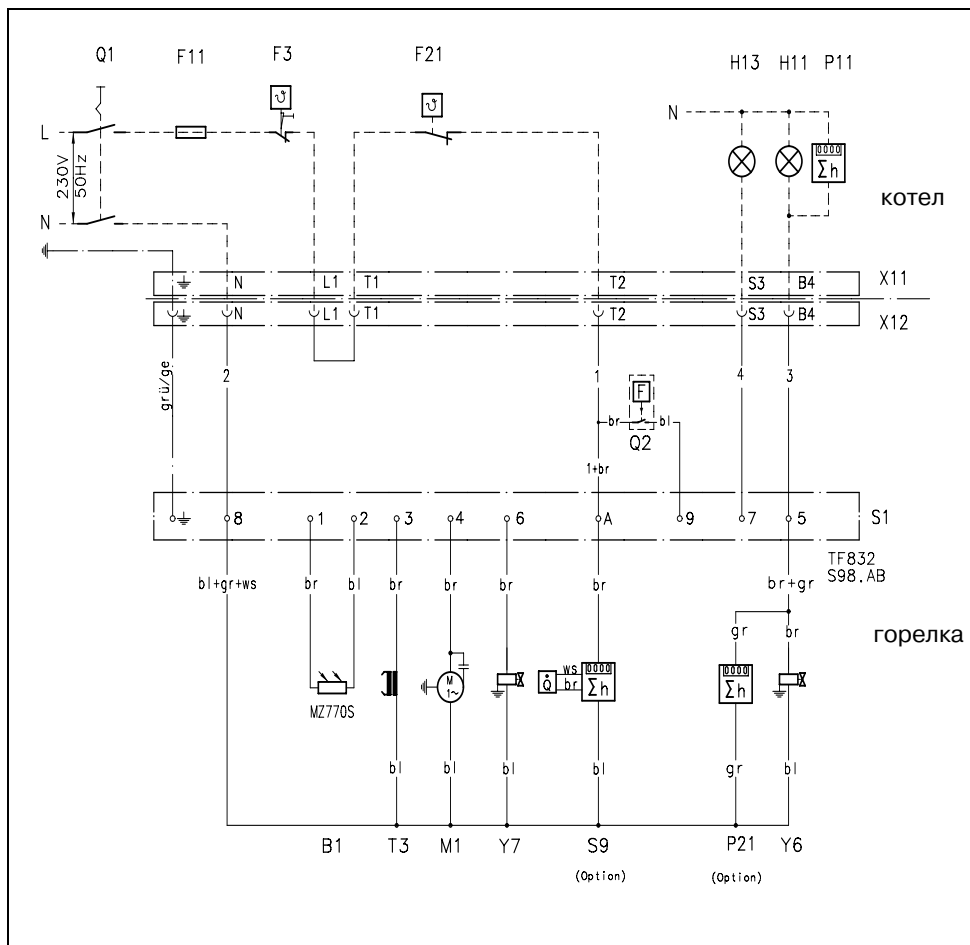 Q1 F11 F3 F21 H13 H11 P11
ϑ ϑ
N
L
0000
Σh
230V
50Hz
котел
N
N L1 T1 T2 S3 B4 X11
N L1 T1 T2 S3 B4 X12
grü/ge 2 1 4 3
F
br bl
Q2
1+br
8 1 2 3 4 6 A 9 7 5 S1
TF832
S98.AB
bl+gr+ws br bl br br br br br+gr
горелка
gr br
M
1~
Q̇ ws
br
0000
Σh
0000
Σh
MZ770S
bl bl bl bl gr bl
B1 T3 M1 Y7 S9 P21 Y6
(Option) (Option)